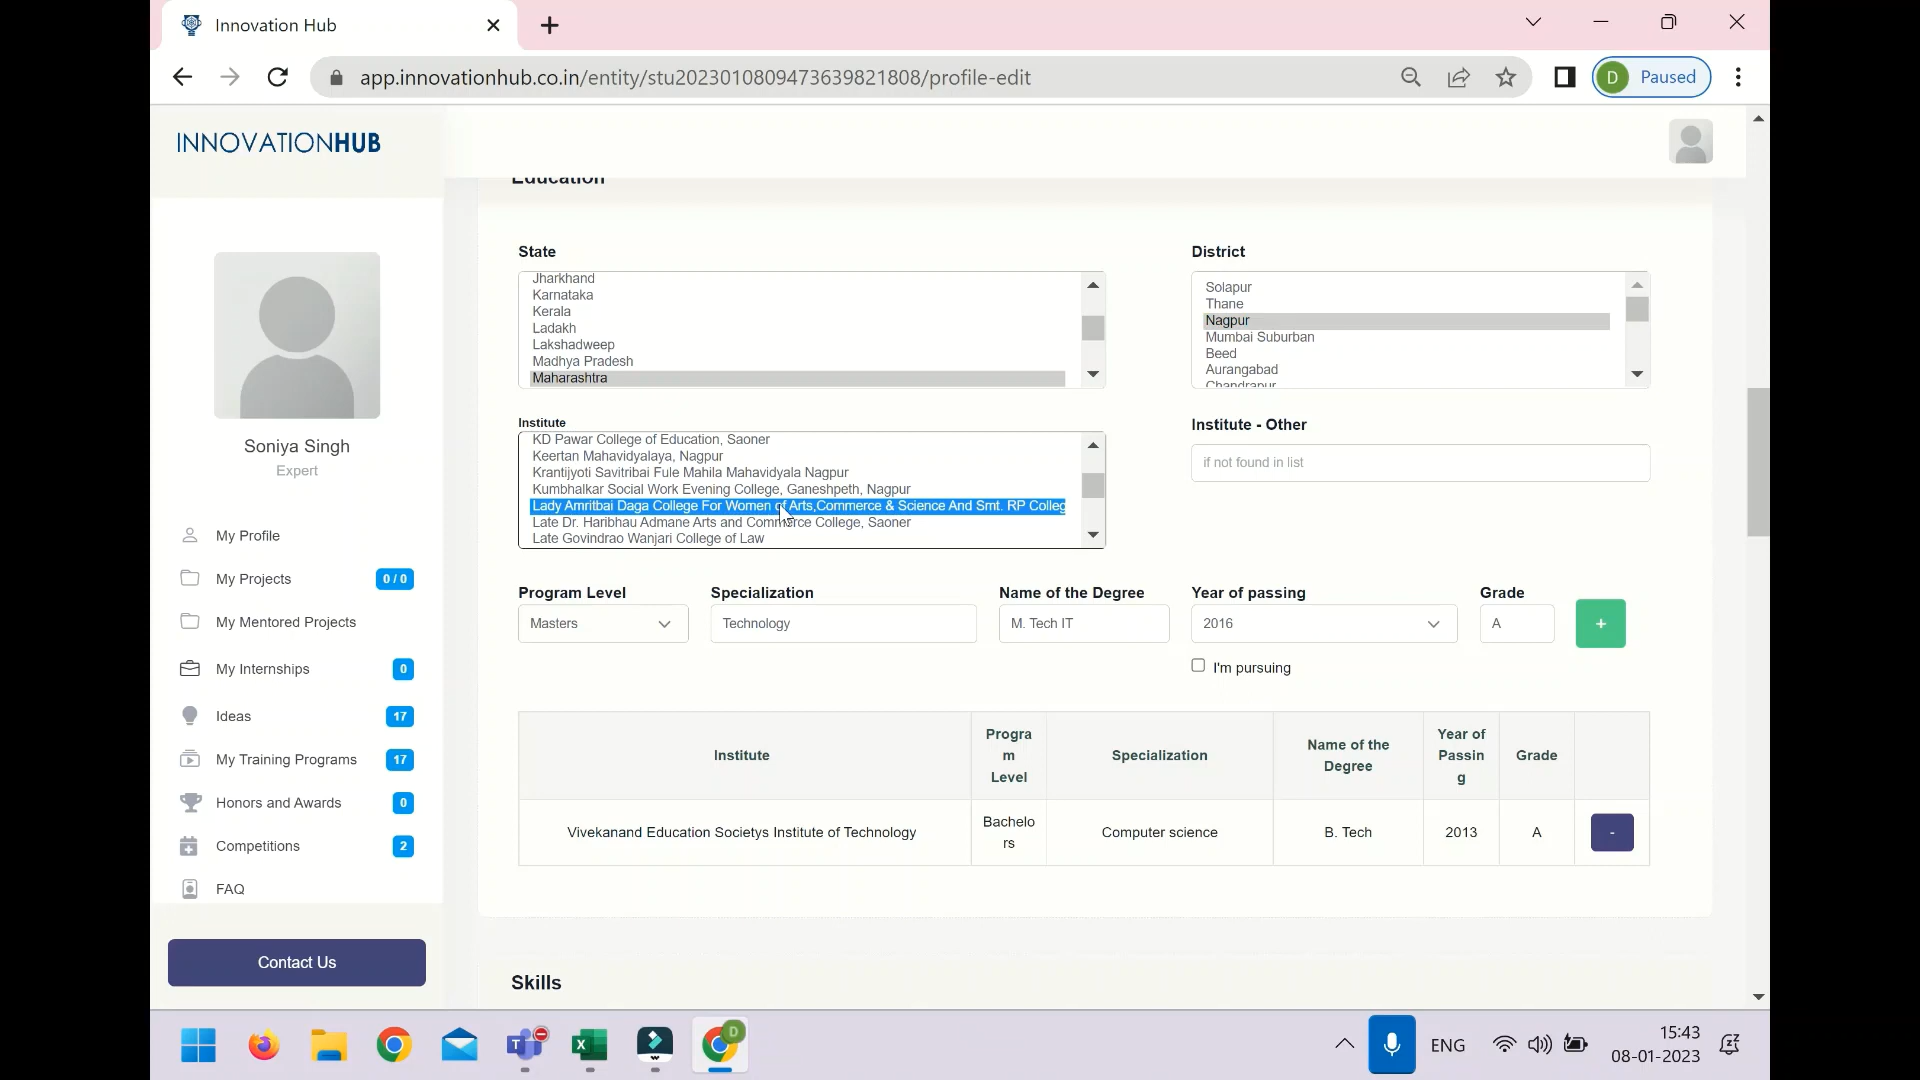 Innovation Hub
app.innovationhub.co.in/entity/stu2023010809473639821808/profile-edit
D Paused
INNOVATIONHUB
Education
State
Jharkhand
Karnataka
Kerala
Ladakh
Lakshadweep
Madhya Pradesh
Maharashtra
District
Solapur
Thane
Nagpur
Mumbai Suburban
Beed
Aurangabad
Chandrapur
Soniya Singh
Expert
Institute
KD Pawar College of Education, Saoner
Keertan Mahavidyalaya, Nagpur
Krantijyoti Savitribai Fule Mahila Mahavidyala Nagpur
Kumbhalkar Social Work Evening College, Ganeshpeth, Nagpur
Lady Amritbai Daga College For Women of Arts,Commerce & Science And Smt. RP Colleg
Late Dr. Haribhau Admane Arts and Commerce College, Saoner
Late Govindrao Wanjari College of Law
Institute - Other
if not found in list
My Profile
My Projects 0 / 0
My Mentored Projects
My Internships 0
Ideas 17
My Training Programs 17
Honors and Awards 0
Competitions 2
FAQ
Contact Us
Program Level Specialization Name of the Degree Year of passing Grade
Masters Technology M. Tech IT 2016 A +
I'm pursuing
Institute
Progra
m
Level
Specialization
Name of the
Degree
Year of
Passin
g
Grade
Vivekanand Education Societys Institute of Technology
Bachelo
rs
Computer science
B. Tech
2013
A
-
Skills
D
ENG
15:43
08-01-2023